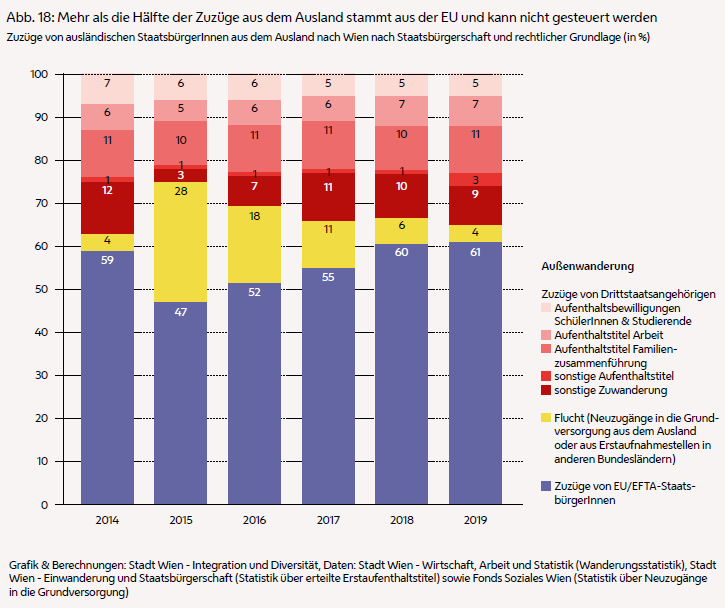 Abb. 18: Mehr als die Hälfte der Zuzüge aus dem Ausland stammt aus der EU und kann nicht gesteuert werden
Zuzüge von ausländischen StaatsbürgerInnen aus dem Ausland nach Wien nach Staatsbürgerschaft und rechtlicher Grundlage (in %)
100
90
80
70
60
50
40
30
20
10
0
7 6 6 5 5 5
6 5 6 6 7 7
11 10 11 11 10 11
1 1 1 1 1 3
12 3 7 11 10 9
4 28 18 11 6 4
59 47 52 55 60 61
2014 2015 2016 2017 2018 2019
Außenwanderung
Zuzüge von Drittstaatsangehörigen
Aufenthaltsbewilligungen
SchülerInnen & Studierende
Aufenthaltstitel Arbeit
Aufenthaltstitel Familien-
zusammenführung
sonstige Aufenthaltstitel
sonstige Zuwanderung
Flucht (Neuzugänge in die Grund-
versorgung aus dem Ausland
oder aus Erstaufnahmestellen in
anderen Bundesländern)
Zuzüge von EU/EFTA-Staats-
bürgerInnen
Grafik & Berechnungen: Stadt Wien - Integration und Diversität, Daten: Stadt Wien - Wirtschaft, Arbeit und Statistik (Wanderungsstatistik), Stadt
Wien - Einwanderung und Staatsbürgerschaft (Statistik über erteilte Erstaufenthaltstitel) sowie Fonds Soziales Wien (Statistik über Neuzugänge
in die Grundversorgung)